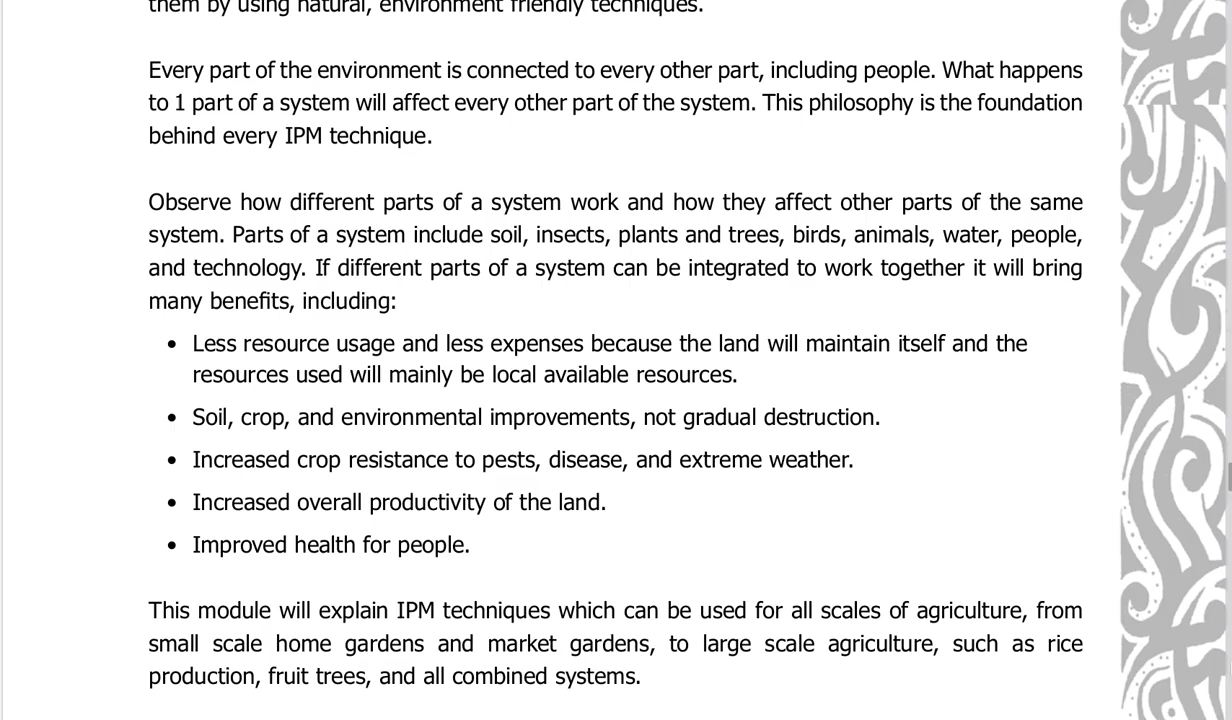 them by using natural, environment friendly techniques.
Every part of the environment is connected to every other part, including people. What happens
to 1 part of a system will affect every other part of the system. This philosophy is the foundation
behind every IPM technique.
Observe how different parts of a system work and how they affect other parts of the same
system. Parts of a system include soil, insects, plants and trees, birds, animals, water, people,
and technology. If different parts of a system can be integrated to work together it will bring
many benefits, including:
• Less resource usage and less expenses because the land will maintain itself and the
resources used will mainly be local available resources.
• Soil, crop, and environmental improvements, not gradual destruction.
• Increased crop resistance to pests, disease, and extreme weather.
• Increased overall productivity of the land.
• Improved health for people.
This module will explain IPM techniques which can be used for all scales of agriculture, from
small scale home gardens and market gardens, to large scale agriculture, such as rice
production, fruit trees, and all combined systems.